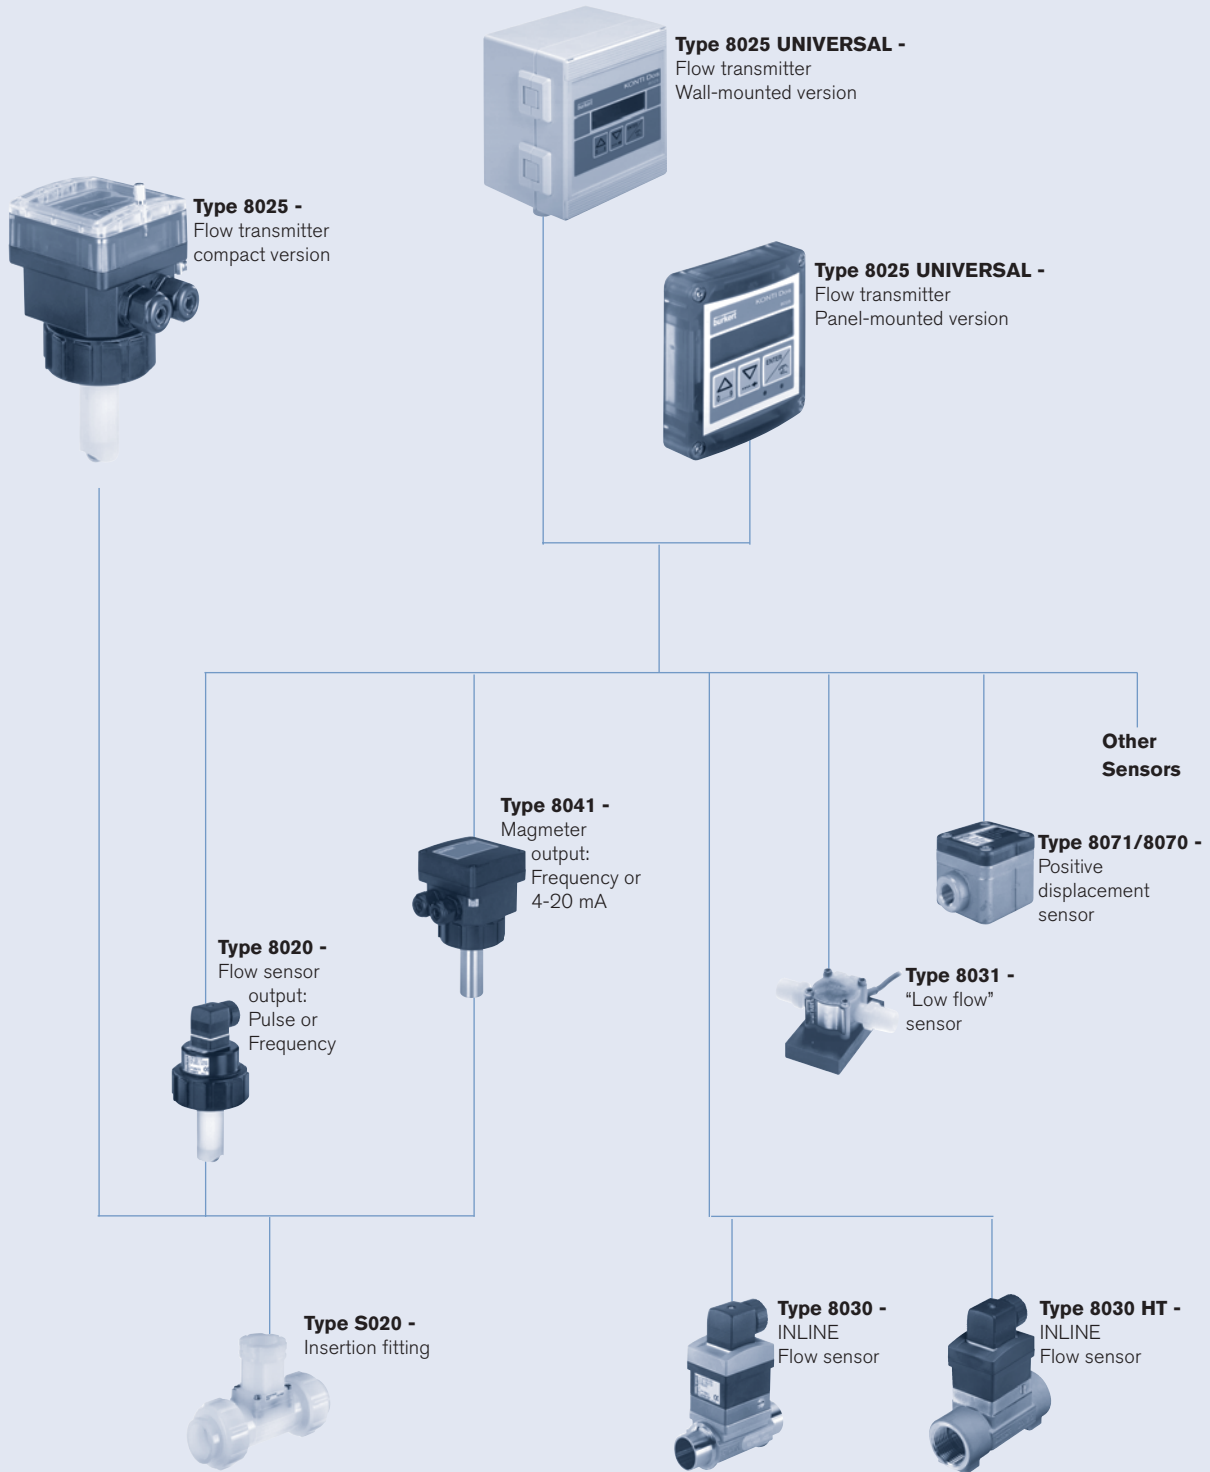 Type 8025 UNIVERSAL -
Flow transmitter
Wall-mounted version
Type 8025 -
Flow transmitter
compact version
Type 8025 UNIVERSAL -
Flow transmitter
Panel-mounted version
burkert
ENTER
Other
Sensors
Type 8041 -
Magmeter
output:
Frequency or
4-20 mA
Type 8071/8070 -
Positive
displacement
sensor
Type 8020 -
Flow sensor
output:
Pulse or
Frequency
Type 8031 -
“Low flow”
sensor
Type S020 -
Insertion fitting
Type 8030 -
INLINE
Flow sensor
Type 8030 HT -
INLINE
Flow sensor